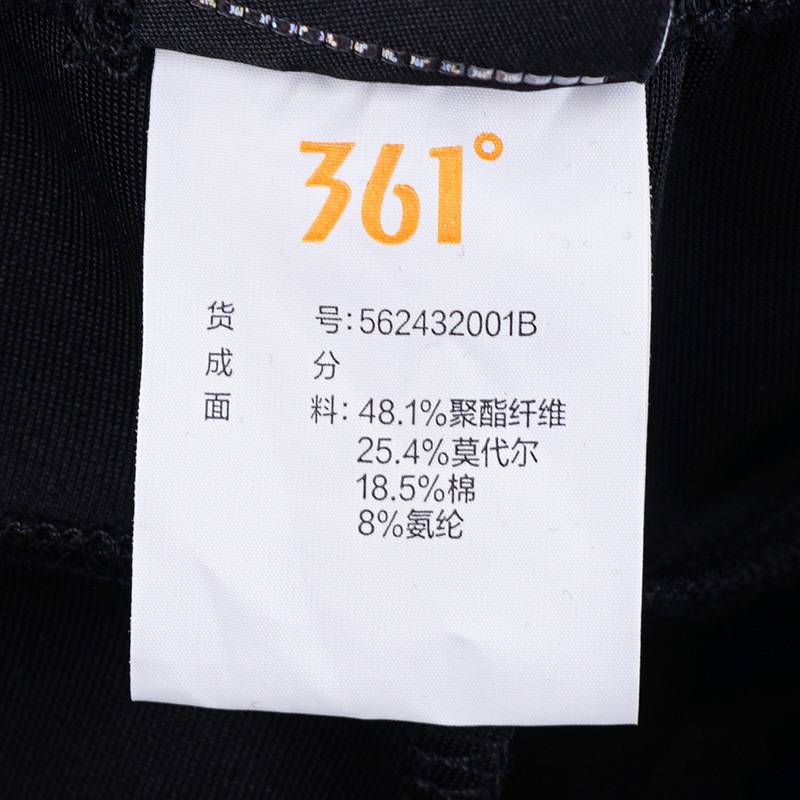 361°
货 号:562432001B
成 分
面 料:48.1%聚酯纤维
25.4%莫代尔
18.5%棉
8%氨纶